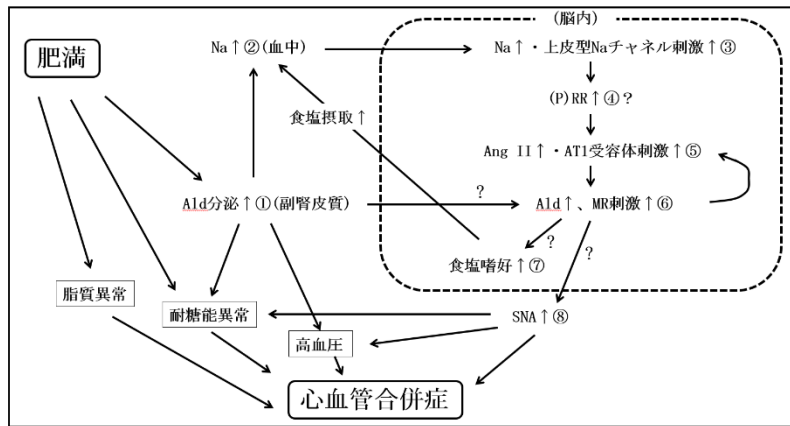 (脳内)
肥満
Na↑②(血中)
Na↑・上皮型Naチャネル刺激↑③
(P)RR↑④?
食塩摂取↑
Ang II↑・AT1受容体刺激↑⑤
Ald分泌↑①(副腎皮質)
?
Ald↑、MR刺激↑⑥
?
?
食塩嗜好↑⑦
脂質異常
耐糖能異常
SNA↑⑧
高血圧
心血管合併症